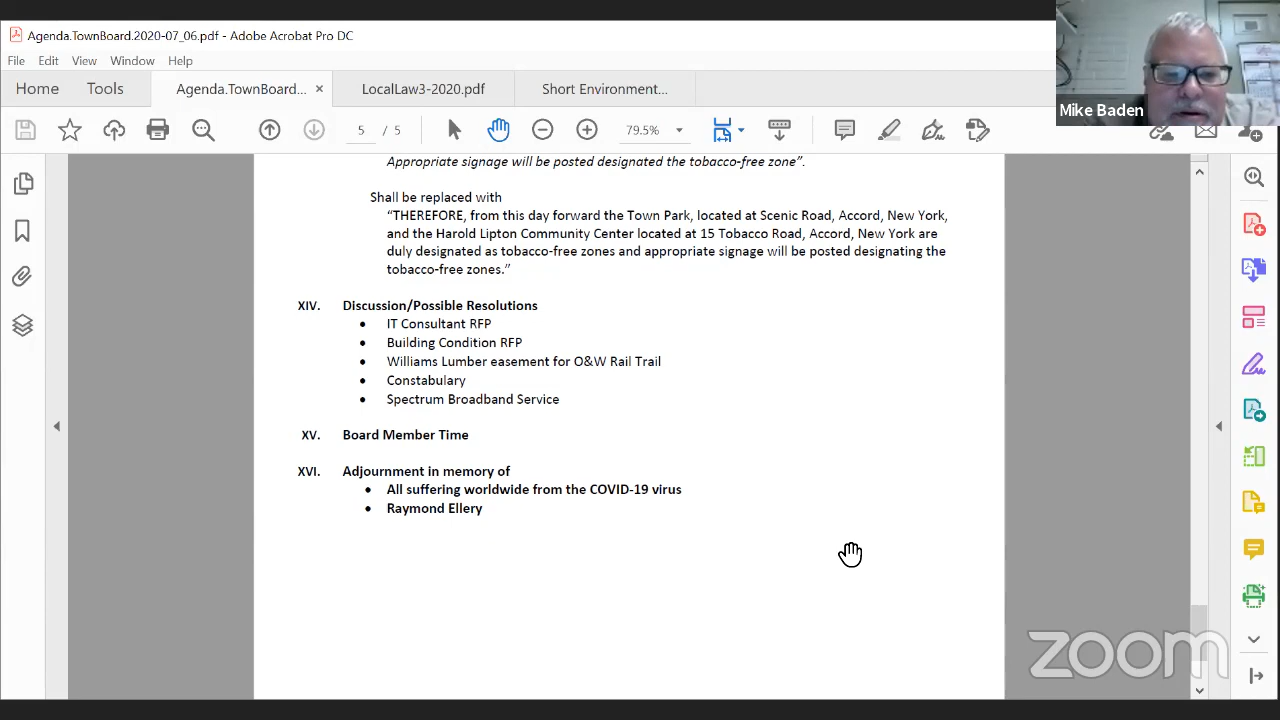 Agenda.TownBoard.2020-07_06.pdf - Adobe Acrobat Pro DC
File Edit View Window Help
Home Tools Agenda.TownBoard... × LocalLaw3-2020.pdf Short Environment...
5 / 5 79.5%
Mike Baden
Appropriate signage will be posted designated the tobacco-free zone”.
Shall be replaced with
“THEREFORE, from this day forward the Town Park, located at Scenic Road, Accord, New York,
and the Harold Lipton Community Center located at 15 Tobacco Road, Accord, New York are
duly designated as tobacco-free zones and appropriate signage will be posted designating the
tobacco-free zones.”
XIV. Discussion/Possible Resolutions
• IT Consultant RFP
• Building Condition RFP
• Williams Lumber easement for O&W Rail Trail
• Constabulary
• Spectrum Broadband Service
XV. Board Member Time
XVI. Adjournment in memory of
• All suffering worldwide from the COVID-19 virus
• Raymond Ellery
zoom